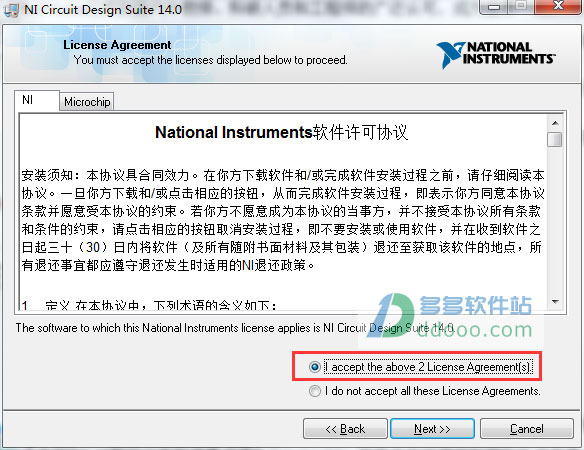 NI Circuit Design Suite 14.0
License Agreement
You must accept the licenses displayed below to proceed.
NATIONAL
INSTRUMENTS™
NI
Microchip
National Instruments软件许可协议
安装须知：本协议具合同效力。在你方下载软件和/或完成软件安装过程之前，请仔细阅读本
协议。一旦你方下载和/或点击相应的按钮，从而完成软件安装过程，即表示你方同意本协议
条款并愿意受本协议的约束。若你方不愿意成为本协议的当事方，并不接受本协议所有条款
和条件的约束，请点击相应的按钮取消安装过程，即不要安装或使用软件，并在收到软件之
日起三十（30）日内将软件（及所有随附书面材料及其包装）退还至获取该软件的地点，所
有退还事宜都应遵守退还发生时适用的NI退还政策。
1. 定义 在本协议中，下列术语的含义如下：
The software to which this National Instruments license applies is NI Circuit Design Suite 14.0.
多多软件站
ddooo.com
I accept the above 2 License Agreement(s).
I do not accept all these License Agreements.
<< Back
Next >>
Cancel